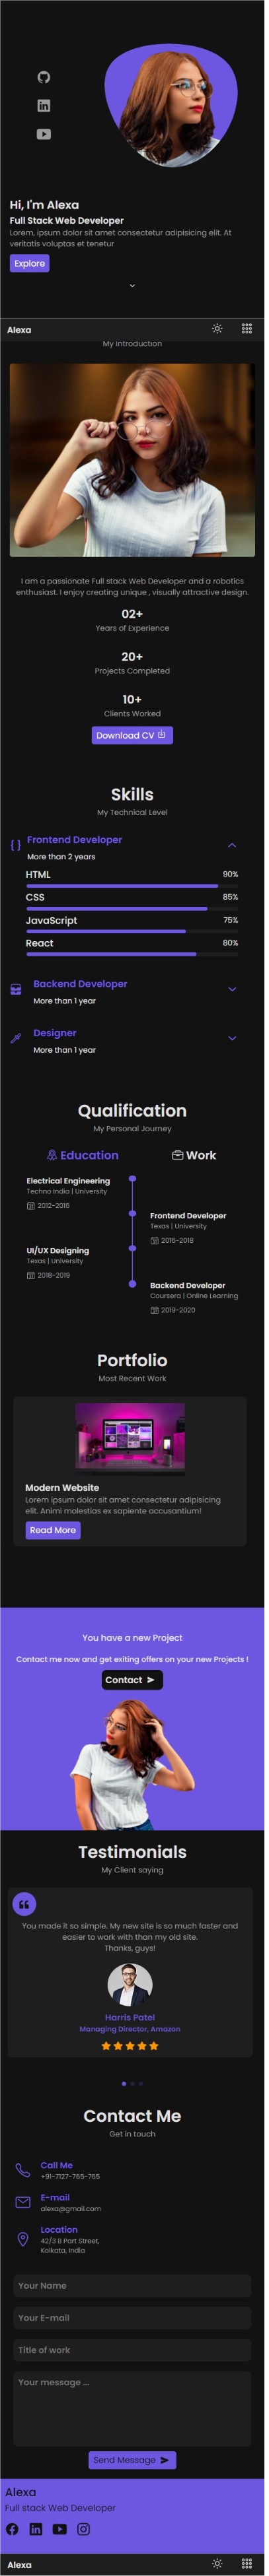 Hi, I'm Alexa
Full Stack Web Developer
Lorem, ipsum dolor sit amet consectetur adipisicing elit. At
veritatis voluptas et tenetur
Explore
Alexa
My Introduction
I am a passionate Full stack Web Developer and a robotics
enthusiast. I enjoy creating unique , visually attractive design.
02+
Years of Experience
20+
Projects Completed
10+
Clients Worked
Download CV
Skills
My Technical Level
Frontend Developer
More than 2 years
HTML 90%
CSS 85%
JavaScript 75%
React 80%
Backend Developer
More than 1 year
Designer
More than 1 year
Qualification
My Personal Journey
Education Work
Electrical Engineering
Techno India | University
2012-2016
Frontend Developer
Texas | University
2016-2018
UI/UX Designing
Texas | University
2018-2019
Backend Developer
Coursera | Online Learning
2019-2020
Portfolio
Most Recent Work
Modern Website
Lorem ipsum dolor sit amet consectetur adipisicing
elit. Animi molestias ex sapiente accusantium!
Read More
You have a new Project
Contact me now and get exiting offers on your new Projects !
Contact
Testimonials
My Client saying
You made it so simple. My new site is so much faster and
easier to work with than my old site.
Thanks, guys!
Harris Patel
Managing Director, Amazon
Contact Me
Get in touch
Call Me
+91-7127-765-765
E-mail
alexa@gmail.com
Location
42/3 B Part Street,
Kolkata, India
Your Name
Your E-mail
Title of work
Your message ...
Send Message
Alexa
Full stack Web Developer
Alexa